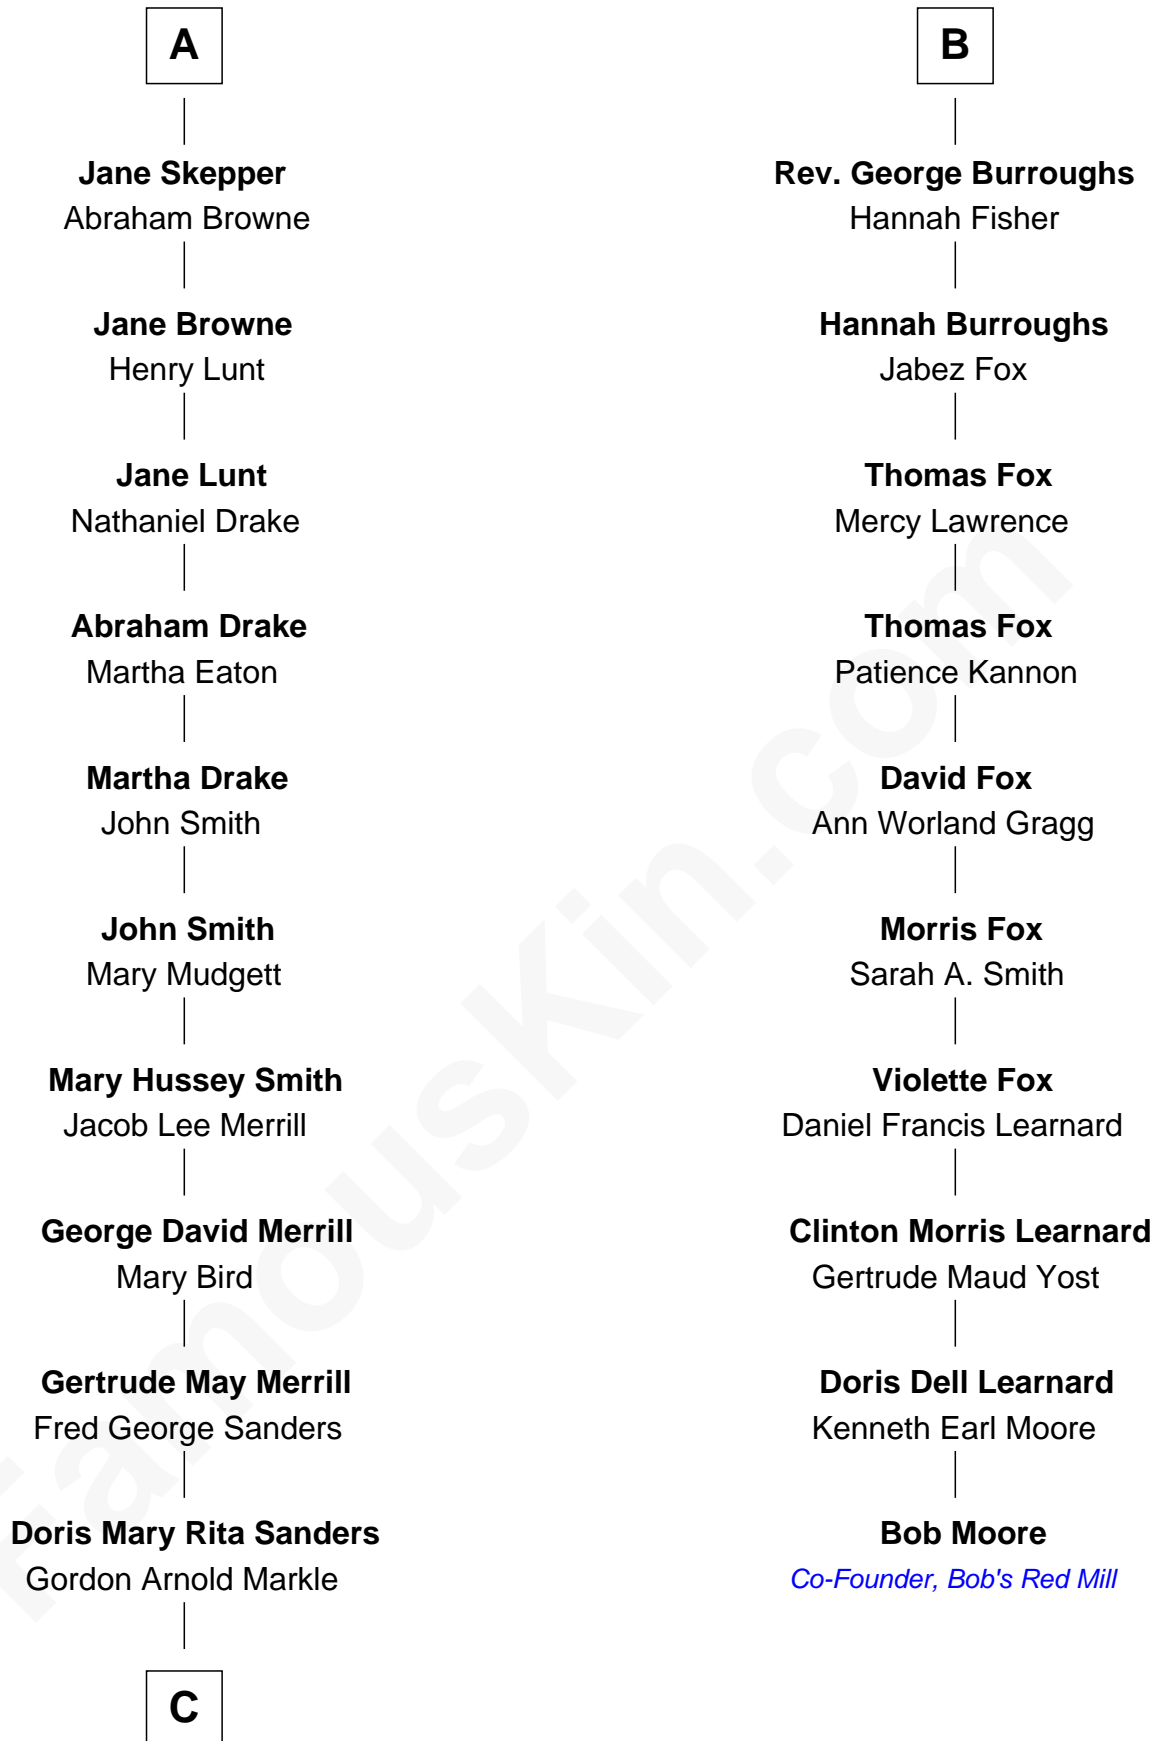 A
Jane Skepper
Abraham Browne
Jane Browne
Henry Lunt
Jane Lunt
Nathaniel Drake
Abraham Drake
Martha Eaton
Martha Drake
John Smith
John Smith
Mary Mudgett
Mary Hussey Smith
Jacob Lee Merrill
George David Merrill
Mary Bird
Gertrude May Merrill
Fred George Sanders
Doris Mary Rita Sanders
Gordon Arnold Markle
C
B
Rev. George Burroughs
Hannah Fisher
Hannah Burroughs
Jabez Fox
Thomas Fox
Mercy Lawrence
Thomas Fox
Patience Kannon
David Fox
Ann Worland Gragg
Morris Fox
Sarah A. Smith
Violette Fox
Daniel Francis Learnard
Clinton Morris Learnard
Gertrude Maud Yost
Doris Dell Learnard
Kenneth Earl Moore
Bob Moore
Co-Founder, Bob's Red Mill
FamousKin.com